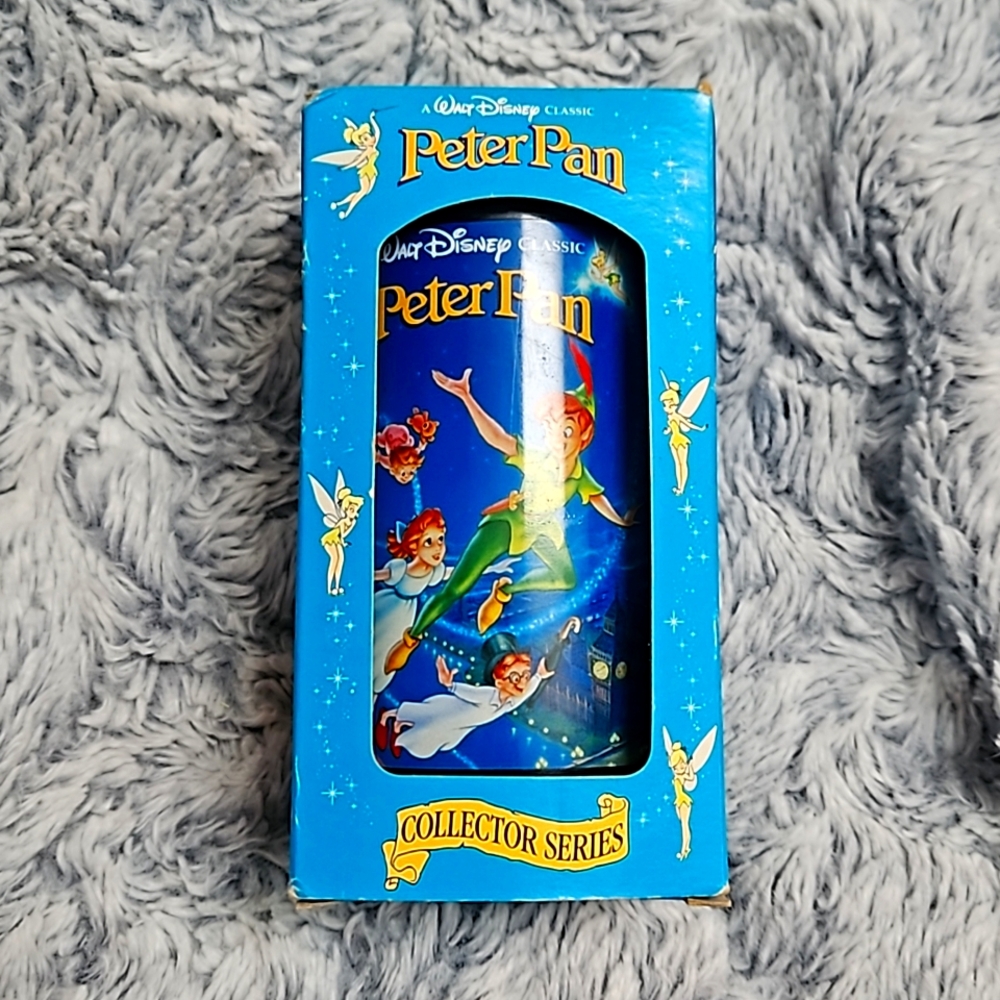 A WALT DISNEY CLASSIC
Peter Pan
WALT DISNEY CLASSIC
Peter Pan
COLLECTOR SERIES